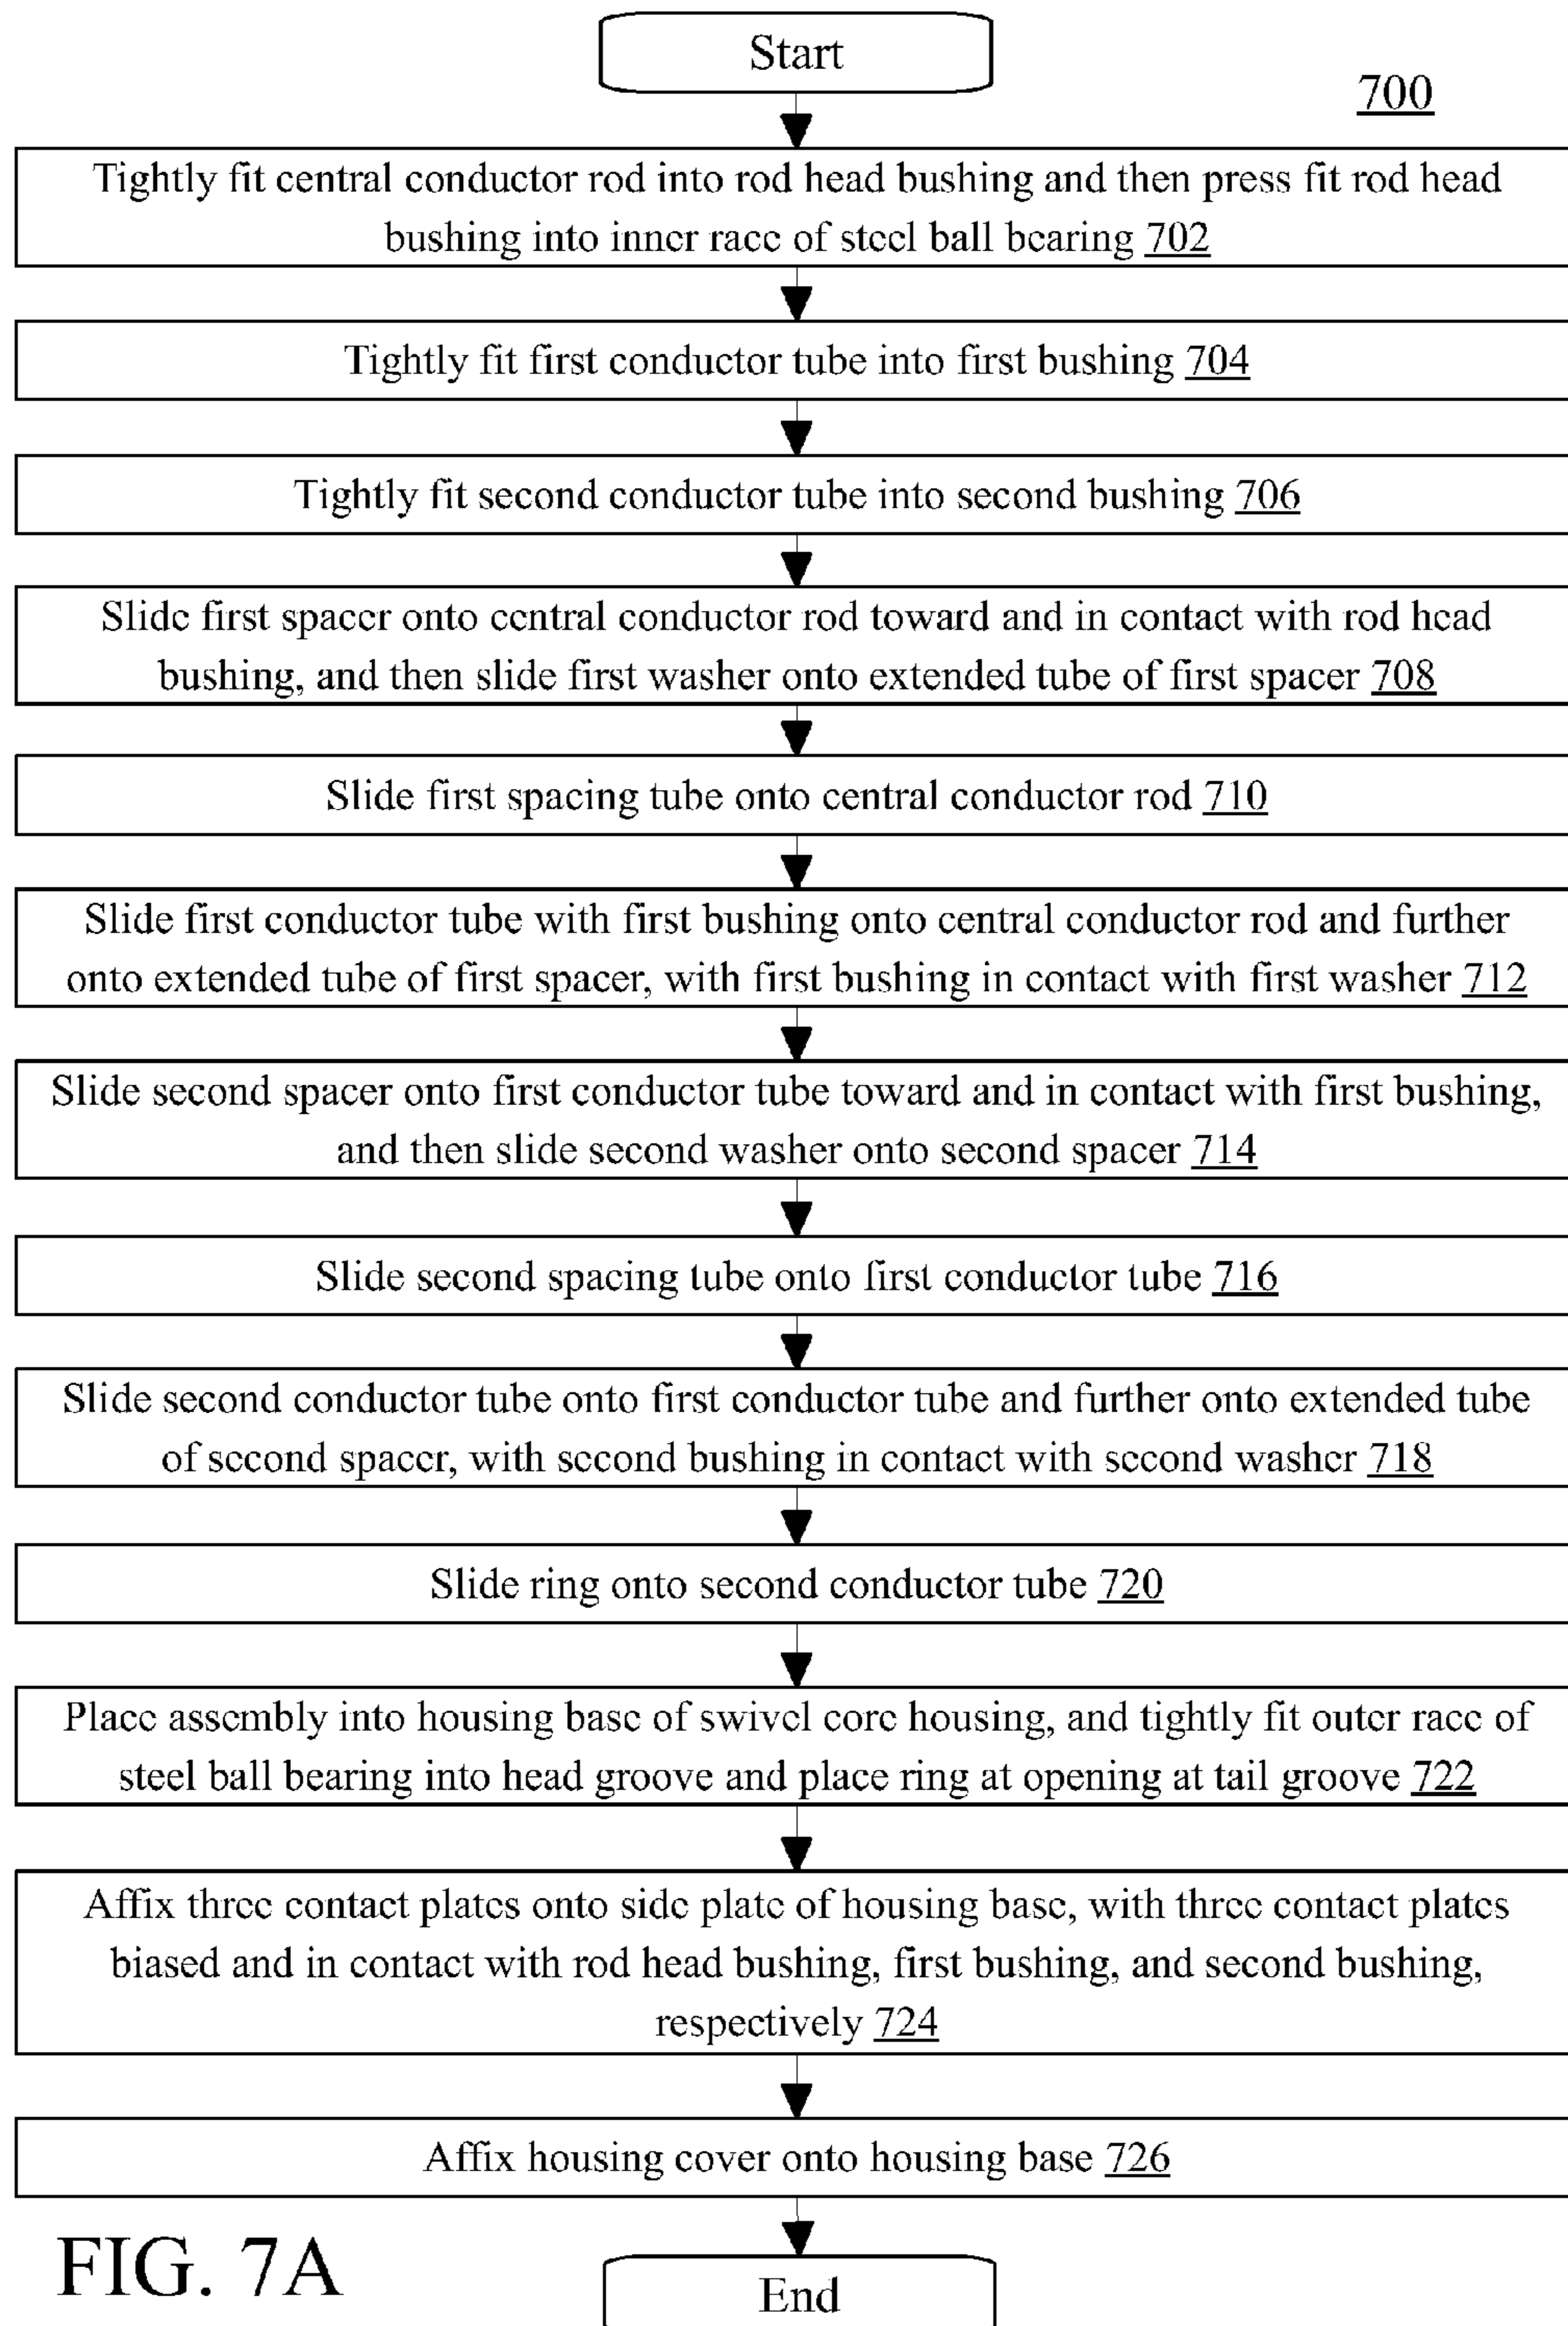 Start
700
Tightly fit central conductor rod into rod head bushing and then press fit rod head
bushing into inner race of steel ball bearing 702
Tightly fit first conductor tube into first bushing 704
Tightly fit second conductor tube into second bushing 706
Slide first spacer onto central conductor rod toward and in contact with rod head
bushing, and then slide first washer onto extended tube of first spacer 708
Slide first spacing tube onto central conductor rod 710
Slide first conductor tube with first bushing onto central conductor rod and further
onto extended tube of first spacer, with first bushing in contact with first washer 712
Slide second spacer onto first conductor tube toward and in contact with first bushing,
and then slide second washer onto second spacer 714
Slide second spacing tube onto first conductor tube 716
Slide second conductor tube onto first conductor tube and further onto extended tube
of second spacer, with second bushing in contact with second washer 718
Slide ring onto second conductor tube 720
Place assembly into housing base of swivel core housing, and tightly fit outer race of
steel ball bearing into head groove and place ring at opening at tail groove 722
Affix three contact plates onto side plate of housing base, with three contact plates
biased and in contact with rod head bushing, first bushing, and second bushing,
respectively 724
Affix housing cover onto housing base 726
FIG. 7A
End